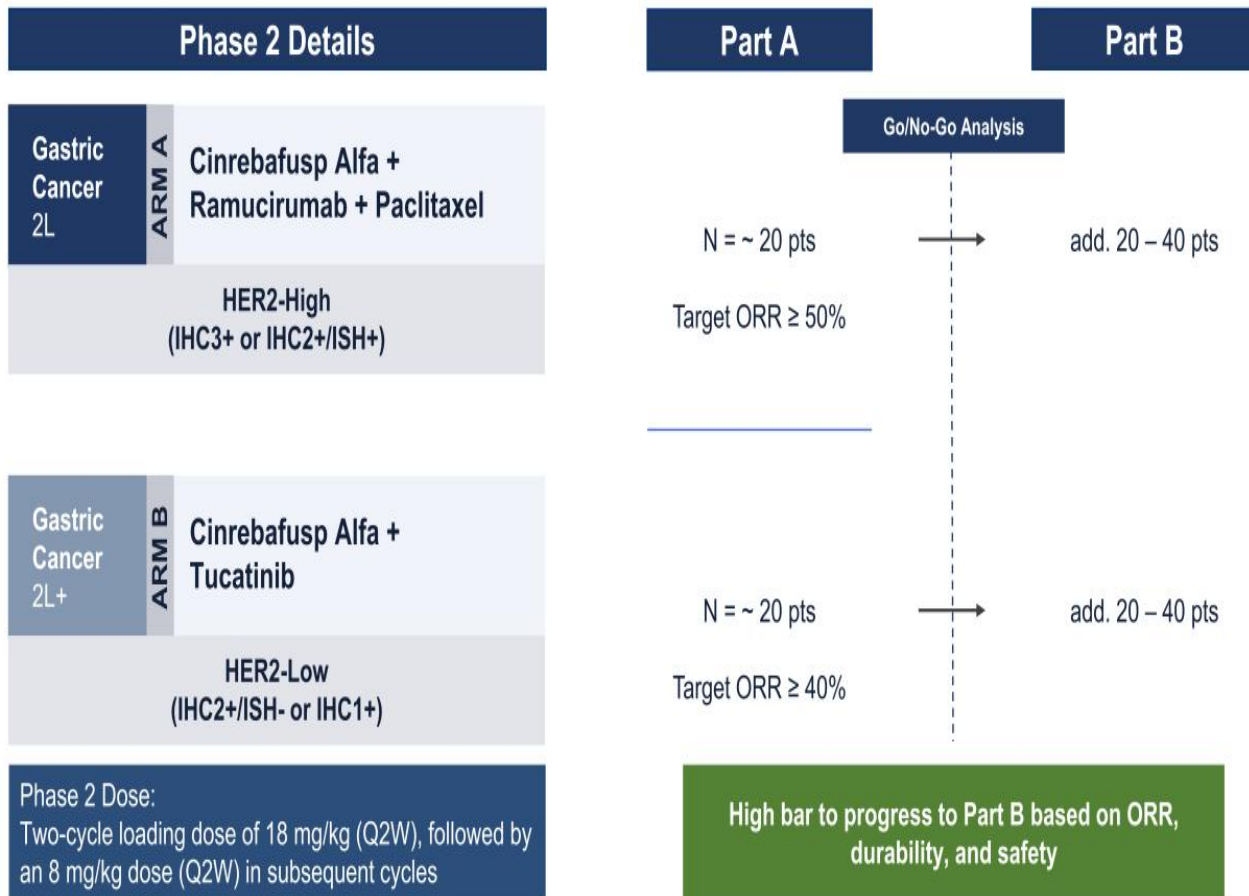 Phase 2 Details
Gastric
Cancer
2L
ARM A
Cinrebafusp Alfa +
Ramucirumab + Paclitaxel
HER2-High
(IHC3+ or IHC2+/ISH+)
Gastric
Cancer
2L+
ARM B
Cinrebafusp Alfa +
Tucatinib
HER2-Low
(IHC2+/ISH- or IHC1+)
Phase 2 Dose:
Two-cycle loading dose of 18 mg/kg (Q2W), followed by
an 8 mg/kg dose (Q2W) in subsequent cycles
Part A
Part B
Go/No-Go Analysis
N = ~ 20 pts
add. 20 – 40 pts
Target ORR ≥ 50%
N = ~ 20 pts
add. 20 – 40 pts
Target ORR ≥ 40%
High bar to progress to Part B based on ORR,
durability, and safety